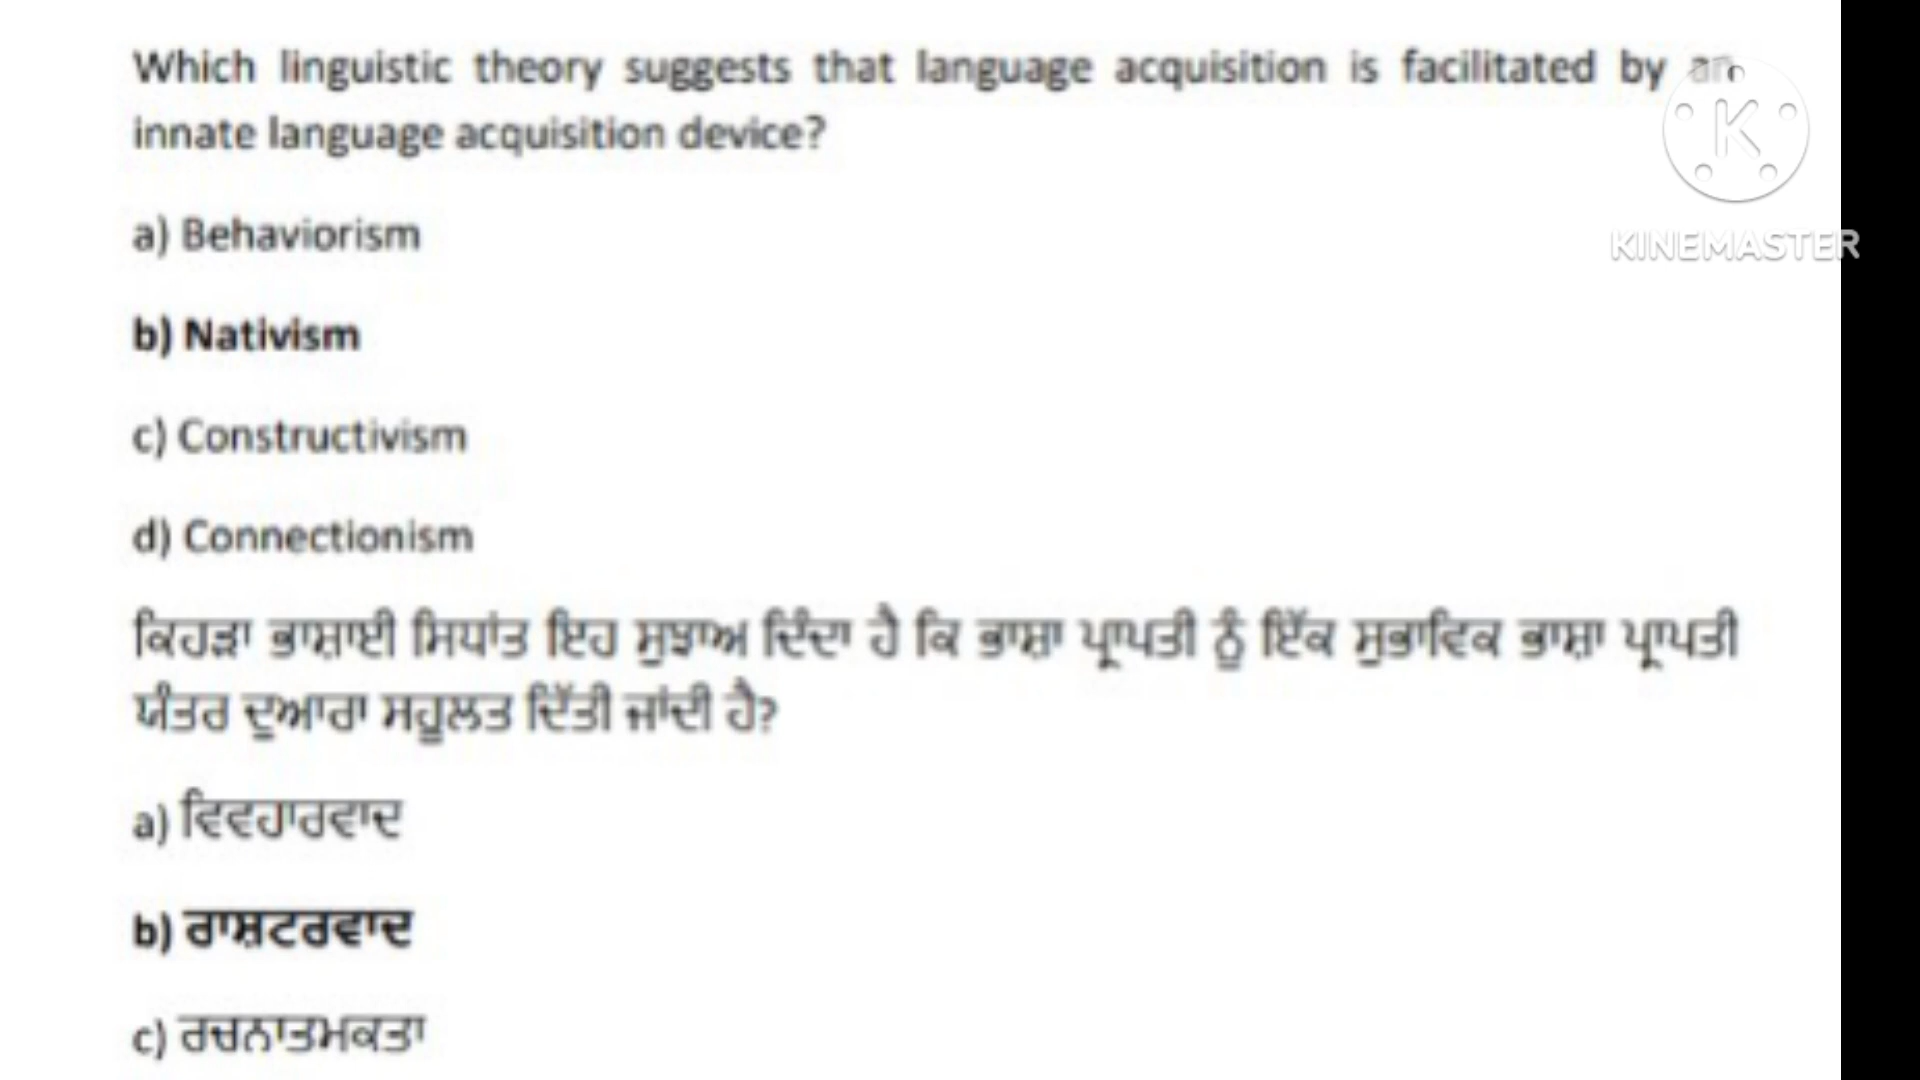 Which linguistic theory suggests that language acquisition is facilitated by an
innate language acquisition device?
KINEMASTER
a) Behaviorism
b) Nativism
c) Constructivism
d) Connectionism
ਕਿਹੜਾ ਭਾਸ਼ਾਈ ਸਿਧਾਂਤ ਇਹ ਸੁਝਾਅ ਦਿੰਦਾ ਹੈ ਕਿ ਭਾਸ਼ਾ ਪ੍ਰਾਪਤੀ ਨੂੰ ਇੱਕ ਸੁਭਾਵਿਕ ਭਾਸ਼ਾ ਪ੍ਰਾਪਤੀ
ਯੰਤਰ ਦੁਆਰਾ ਸਹੂਲਤ ਦਿੱਤੀ ਜਾਂਦੀ ਹੈ?
a) ਵਿਵਹਾਰਵਾਦ
b) ਰਾਸ਼ਟਰਵਾਦ
c) ਰਚਨਾਤਮਕਤਾ